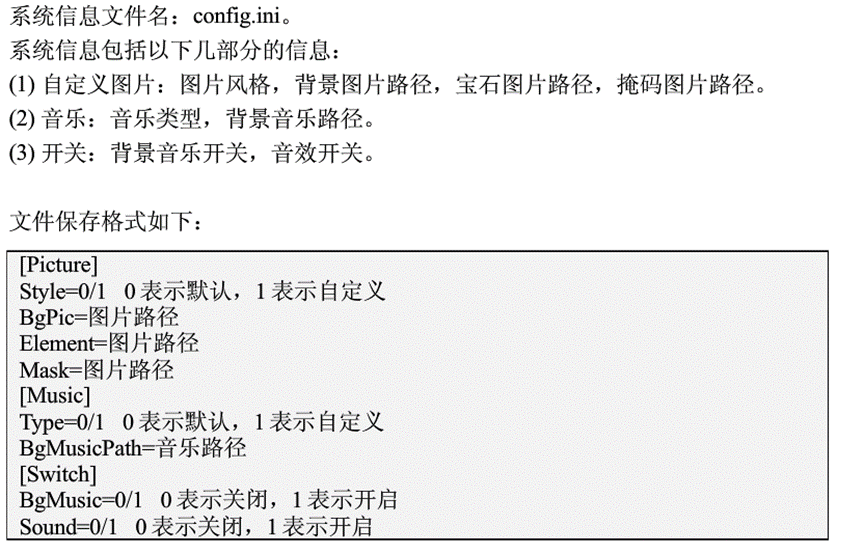 系统信息文件名：config.ini。
系统信息包括以下几部分的信息：
(1) 自定义图片：图片风格，背景图片路径，宝石图片路径，掩码图片路径。
(2) 音乐：音乐类型，背景音乐路径。
(3) 开关：背景音乐开关，音效开关。
文件保存格式如下：
[Picture]
Style=0/1 0 表示默认，1 表示自定义
BgPic=图片路径
Element=图片路径
Mask=图片路径
[Music]
Type=0/1 0 表示默认，1 表示自定义
BgMusicPath=音乐路径
[Switch]
BgMusic=0/1 0 表示关闭，1 表示开启
Sound=0/1 0 表示关闭，1 表示开启